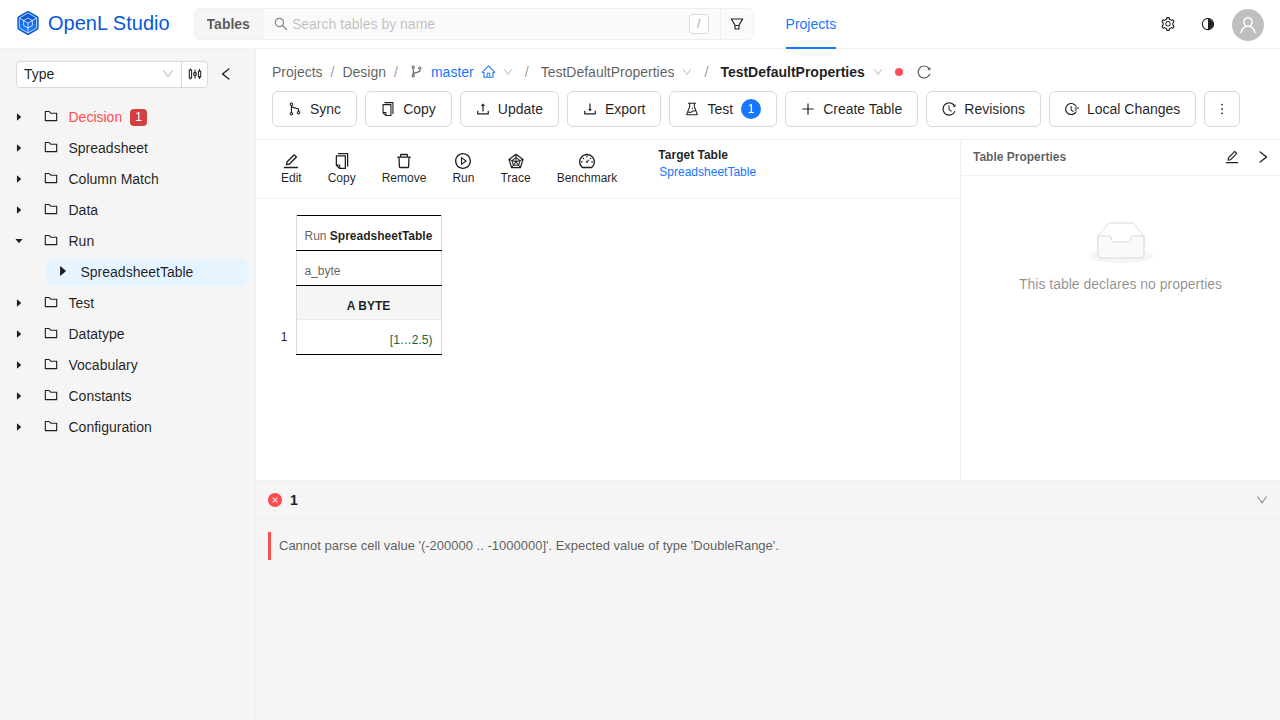 OpenL Studio
Tables
Search tables by name
/
Projects
Type
Projects / Design / master / TestDefaultProperties / TestDefaultProperties
Sync
Copy
Update
Export
Test 1
Create Table
Revisions
Local Changes
Decision 1
Spreadsheet
Column Match
Data
Run
SpreadsheetTable
Test
Datatype
Vocabulary
Constants
Configuration
Edit
Copy
Remove
Run
Trace
Benchmark
Target Table
SpreadsheetTable
Run SpreadsheetTable
a_byte
A BYTE
1 [1…2.5)
Table Properties
This table declares no properties
1
Cannot parse cell value '(-200000 .. -1000000]'. Expected value of type 'DoubleRange'.